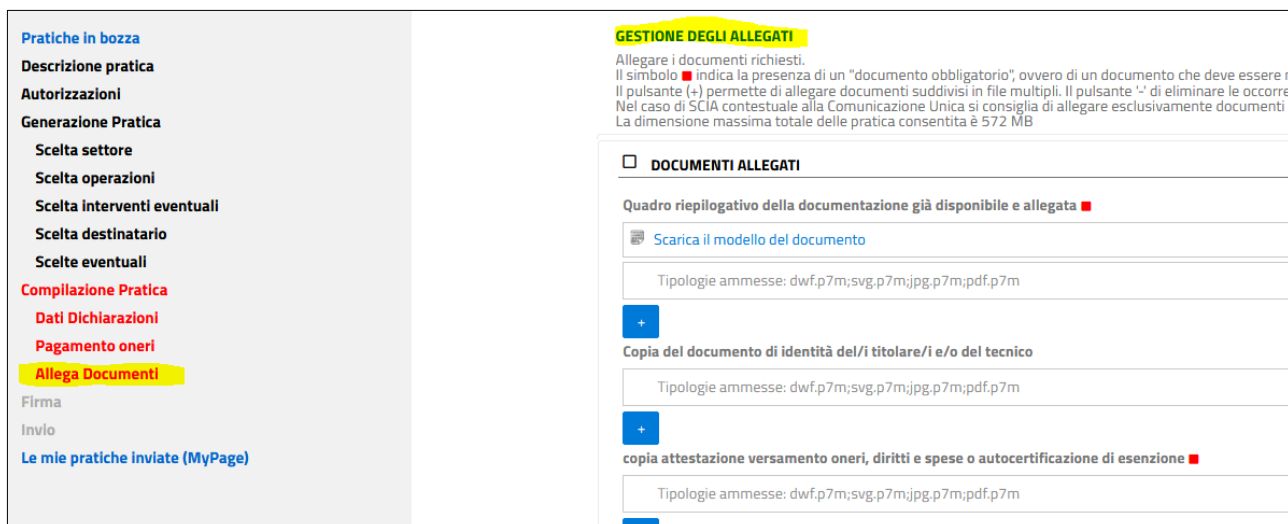 Pratiche in bozza
Descrizione pratica
Autorizzazioni
Generazione Pratica
Scelta settore
Scelta operazioni
Scelta interventi eventuali
Scelta destinatario
Scelte eventuali
Compilazione Pratica
Dati Dichiarazioni
Pagamento oneri
Allega Documenti
Firma
Invio
Le mie pratiche inviate (MyPage)
GESTIONE DEGLI ALLEGATI
Allegare i documenti richiesti.
Il simbolo indica la presenza di un "documento obbligatorio", ovvero di un documento che deve essere
Il pulsante (+) permette di allegare documenti suddivisi in file multipli. Il pulsante '-' di eliminare le
Nel caso di SCIA contestuale alla Comunicazione Unica si consiglia di allegare esclusivamente documenti
La dimensione massima totale delle pratica consentita è 572 MB
DOCUMENTI ALLEGATI
Quadro riepilogativo della documentazione già disponibile e allegata
Scarica il modello del documento
Tipologie ammesse: dwf.p7m;svg.p7m;jpg.p7m;pdf.p7m
+
Copia del documento di identità del/i titolare/i e/o del tecnico
Tipologie ammesse: dwf.p7m;svg.p7m;jpg.p7m;pdf.p7m
+
copia attestazione versamento oneri, diritti e spese o autocertificazione di esenzione
Tipologie ammesse: dwf.p7m;svg.p7m;jpg.p7m;pdf.p7m